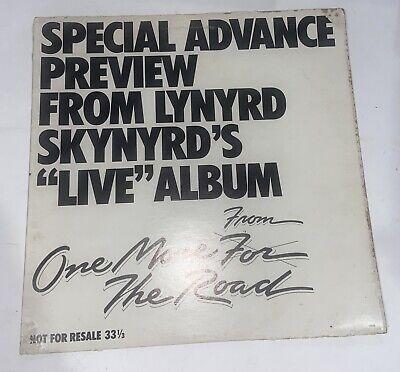 SPECIAL ADVANCE
PREVIEW
FROM LYNYRD
SKYNYRD'S
“LIVE” ALBUM
From
One More For
The Road
NOT FOR RESALE 33⅓